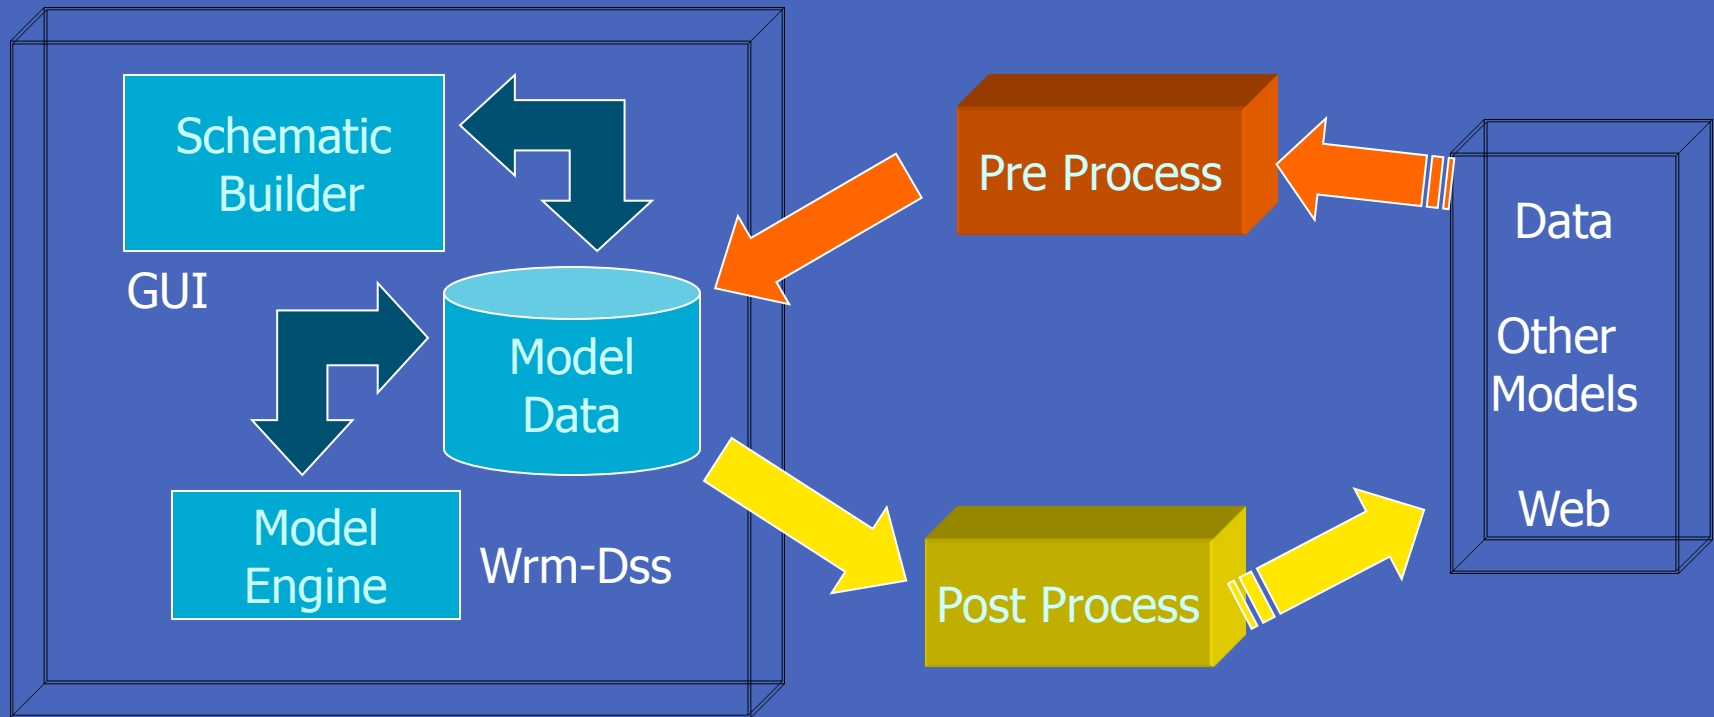 Schematic
Builder
GUI
Model
Data
Model
Engine
Wrm-Dss
Pre Process
Post Process
Data
Other
Models
Web